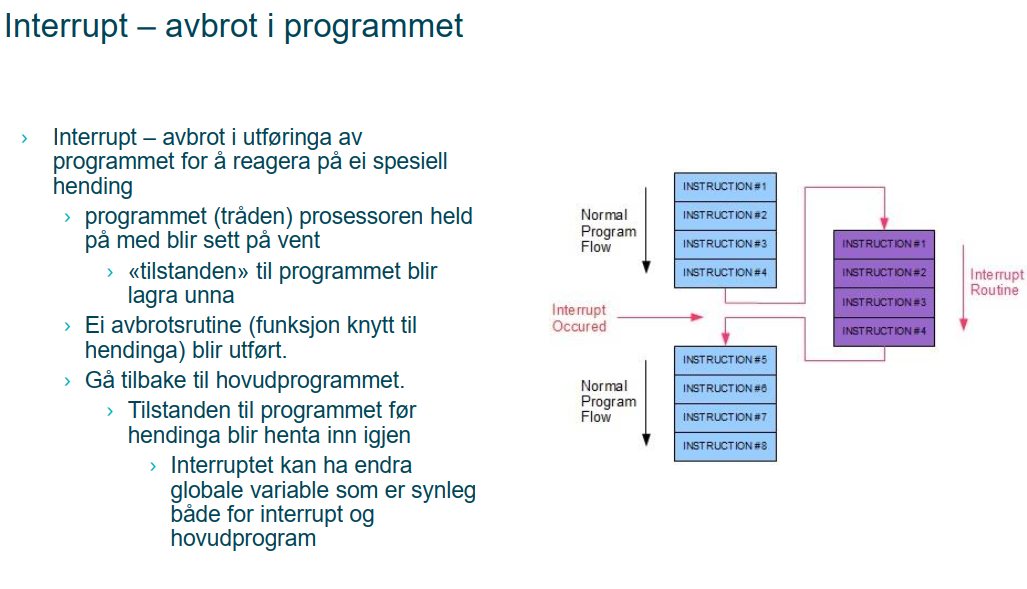 Interrupt – avbrot i programmet
› Interrupt – avbrot i utføringa av
programmet for å reagera på ei spesiell
hending
› programmet (tråden) prosessoren held
på med blir sett på vent
› «tilstanden» til programmet blir
lagra unna
› Ei avbrotsrutine (funksjon knytt til
hendinga) blir utført.
› Gå tilbake til hovudprogrammet.
› Tilstanden til programmet før
hendinga blir henta inn igjen
› Interruptet kan ha endra
globale variable som er synleg
både for interrupt og
hovudprogram
Normal
Program
Flow
INSTRUCTION #1
INSTRUCTION #2
INSTRUCTION #3
INSTRUCTION #4
Interrupt
Occured
INSTRUCTION #1
INSTRUCTION #2
INSTRUCTION #3
INSTRUCTION #4
Interrupt
Routine
Normal
Program
Flow
INSTRUCTION #5
INSTRUCTION #6
INSTRUCTION #7
INSTRUCTION #8